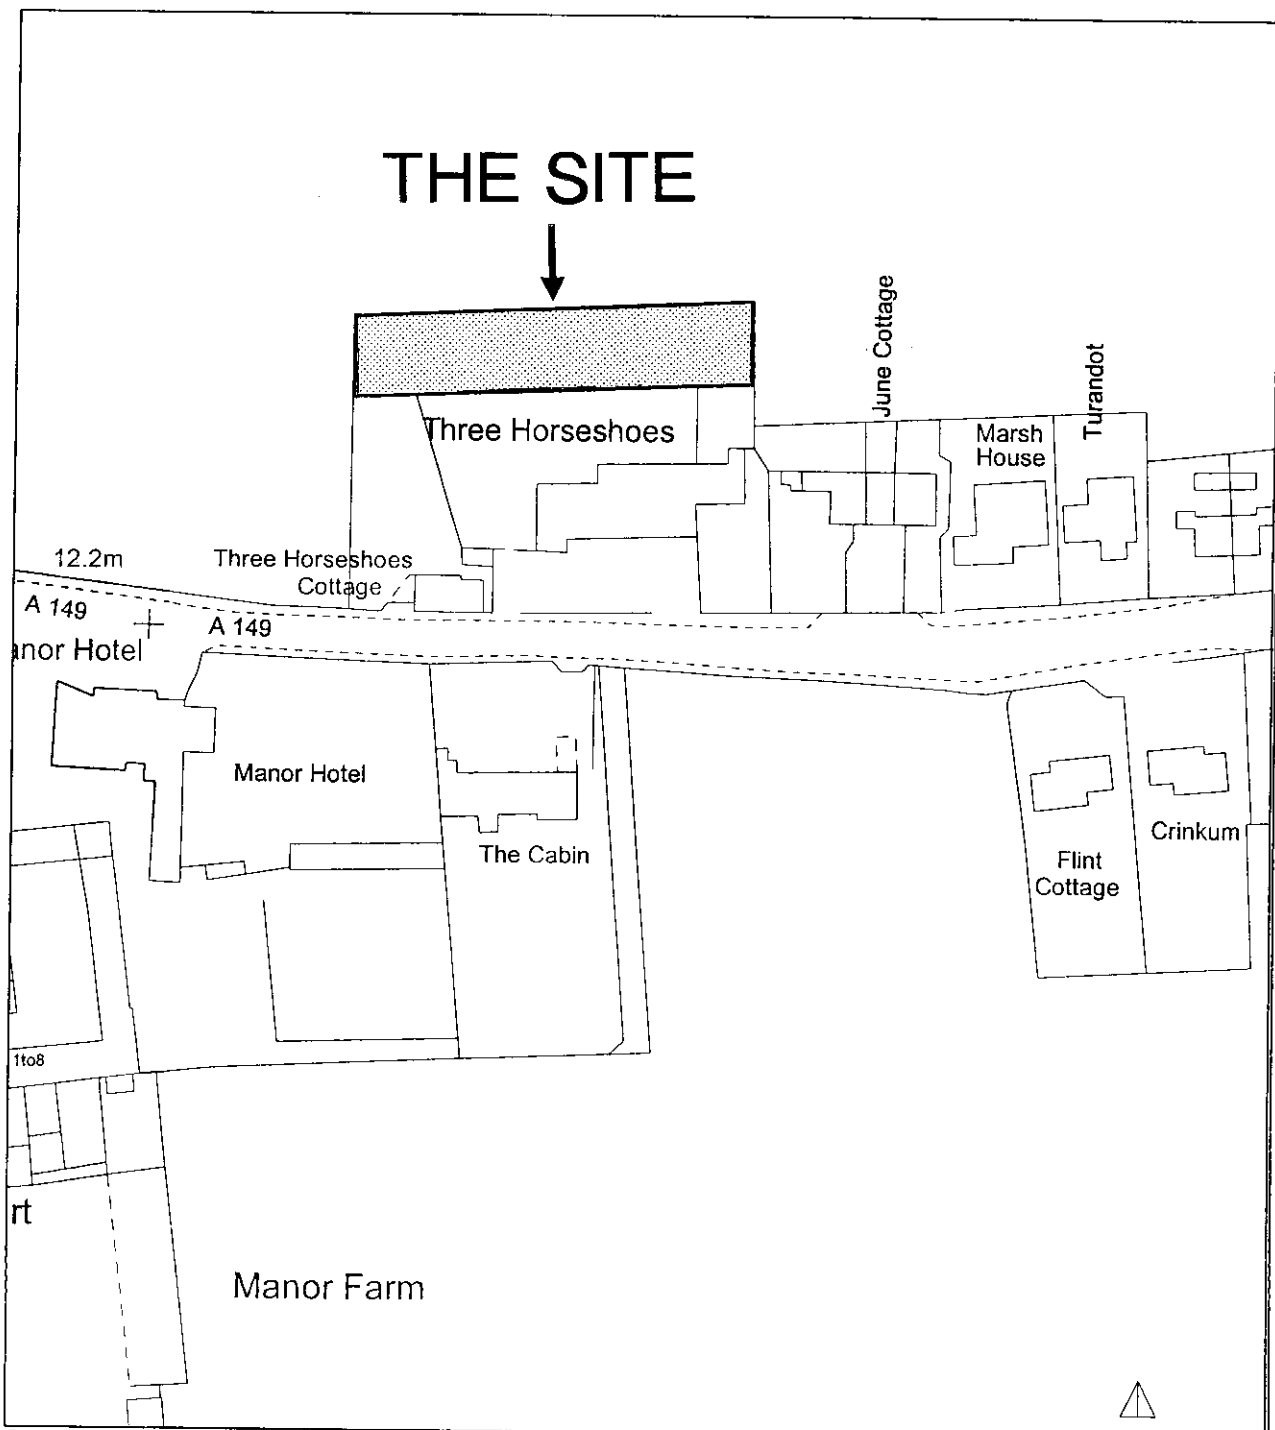 THE SITE
June Cottage
Turandot
Three Horseshoes
Marsh
House
12.2m
Three Horseshoes
Cottage
A 149
A 149
anor Hotel
Manor Hotel
The Cabin
Crinkum
Flint
Cottage
1to8
rt
Manor Farm